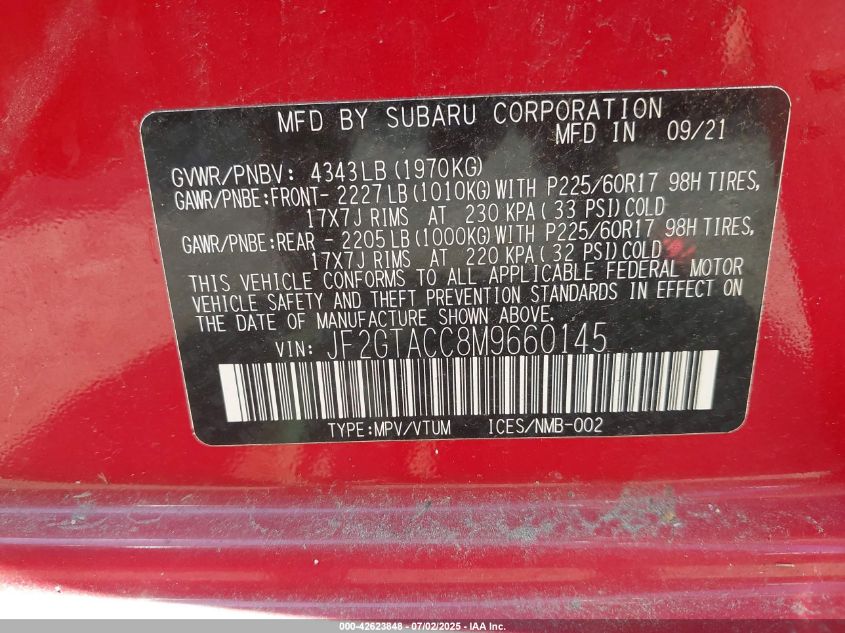 MFD BY SUBARU CORPORATION
MFD IN 09/21
GVWR/PNBV: 4343LB(1970KG)
GAWR/PNBE:FRONT- 2227LB(1010KG)WITH P225/60R17 98H TIRES,
17X7J RIMS AT 230 KPA( 33 PSI)COLD
GAWR/PNBE:REAR - 2205LB(1000KG)WITH P225/60R17 98H TIRES,
17X7J RIMS AT 220 KPA( 32 PSI)COLD
THIS VEHICLE CONFORMS TO ALL APPLICABLE FEDERAL MOTOR
VEHICLE SAFETY AND THEFT PREVENTION STANDARDS IN EFFECT ON
THE DATE OF MANUFACTURE SHOWN ABOVE.
VIN: JF2GTACC8M9660145
TYPE:MPV/VTUM ICES/NMB-002
000-42623848 - 07/02/2025 - IAA Inc.